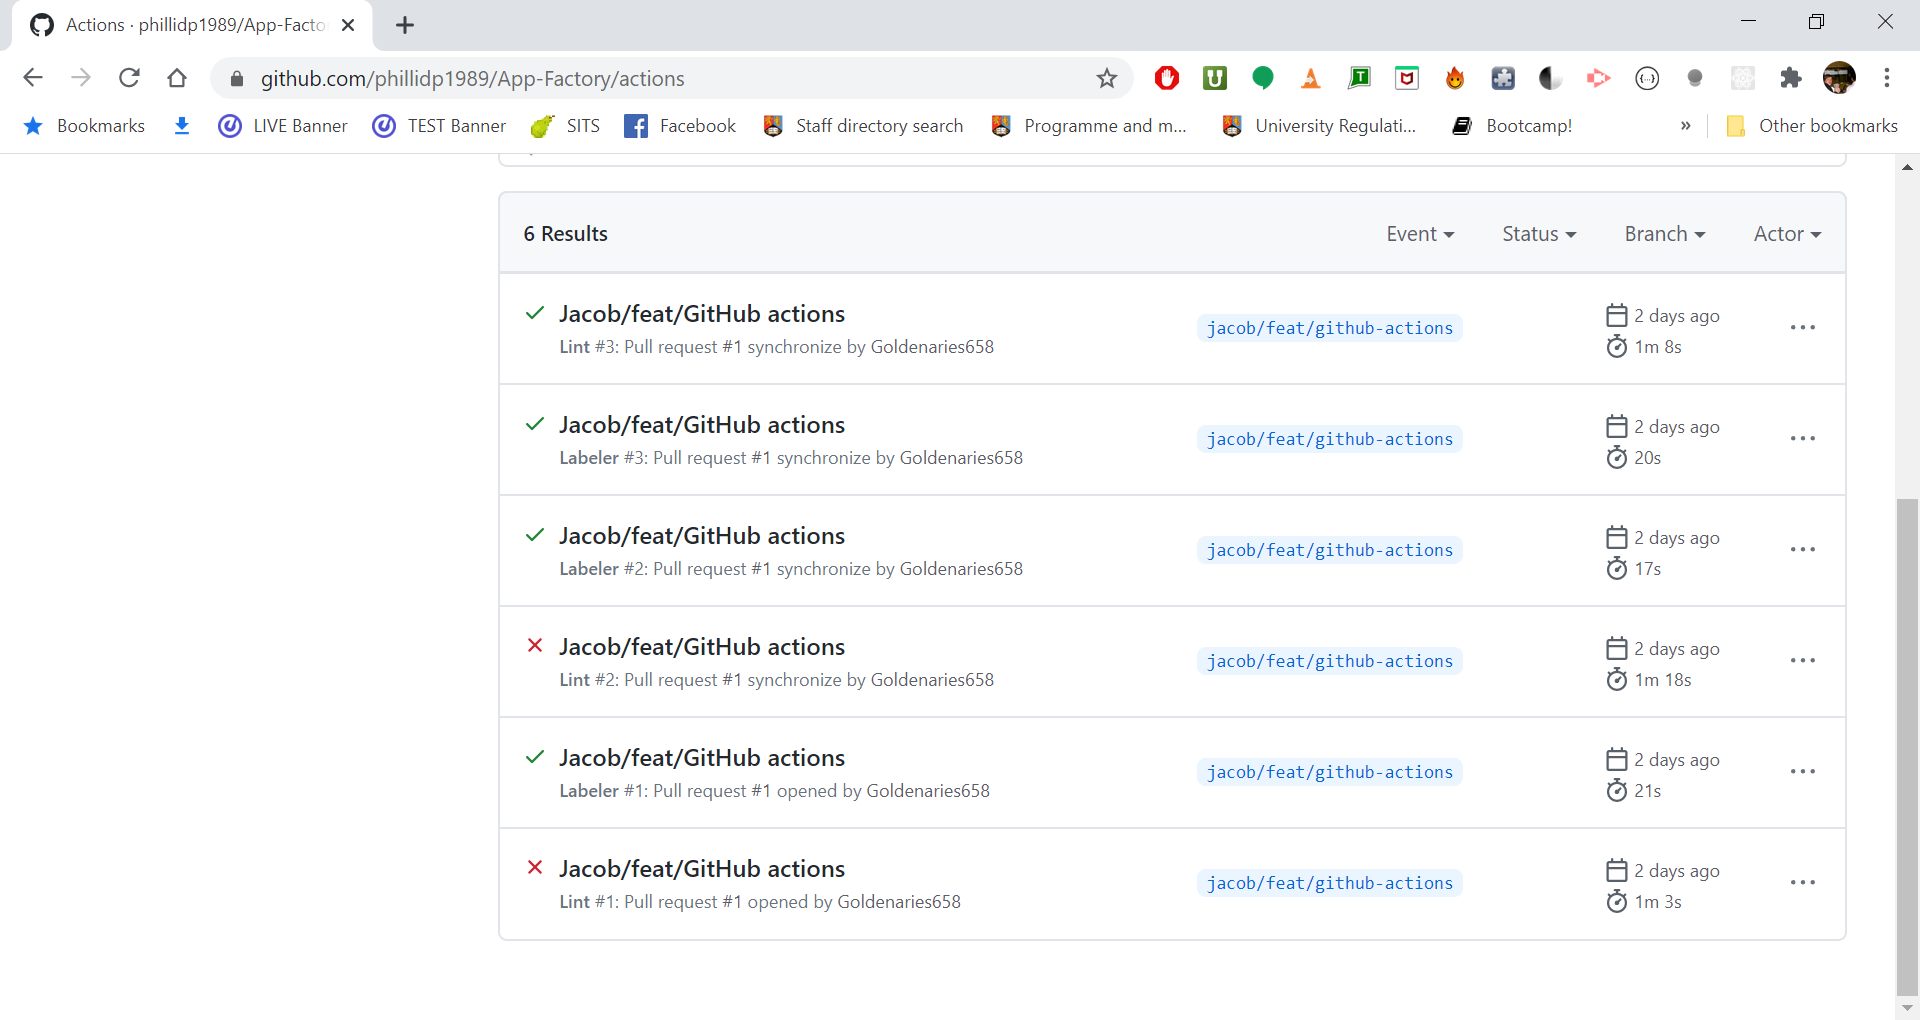 Actions · phillidp1989/App-Facto
github.com/phillidp1989/App-Factory/actions
Bookmarks LIVE Banner TEST Banner SITS Facebook Staff directory search Programme and m... University Regulati... Bootcamp! » Other bookmarks
6 Results Event Status Branch Actor
Jacob/feat/GitHub actions jacob/feat/github-actions 2 days ago
Lint #3: Pull request #1 synchronize by Goldenaries658 1m 8s
Jacob/feat/GitHub actions jacob/feat/github-actions 2 days ago
Labeler #3: Pull request #1 synchronize by Goldenaries658 20s
Jacob/feat/GitHub actions jacob/feat/github-actions 2 days ago
Labeler #2: Pull request #1 synchronize by Goldenaries658 17s
Jacob/feat/GitHub actions jacob/feat/github-actions 2 days ago
Lint #2: Pull request #1 synchronize by Goldenaries658 1m 18s
Jacob/feat/GitHub actions jacob/feat/github-actions 2 days ago
Labeler #1: Pull request #1 opened by Goldenaries658 21s
Jacob/feat/GitHub actions jacob/feat/github-actions 2 days ago
Lint #1: Pull request #1 opened by Goldenaries658 1m 3s